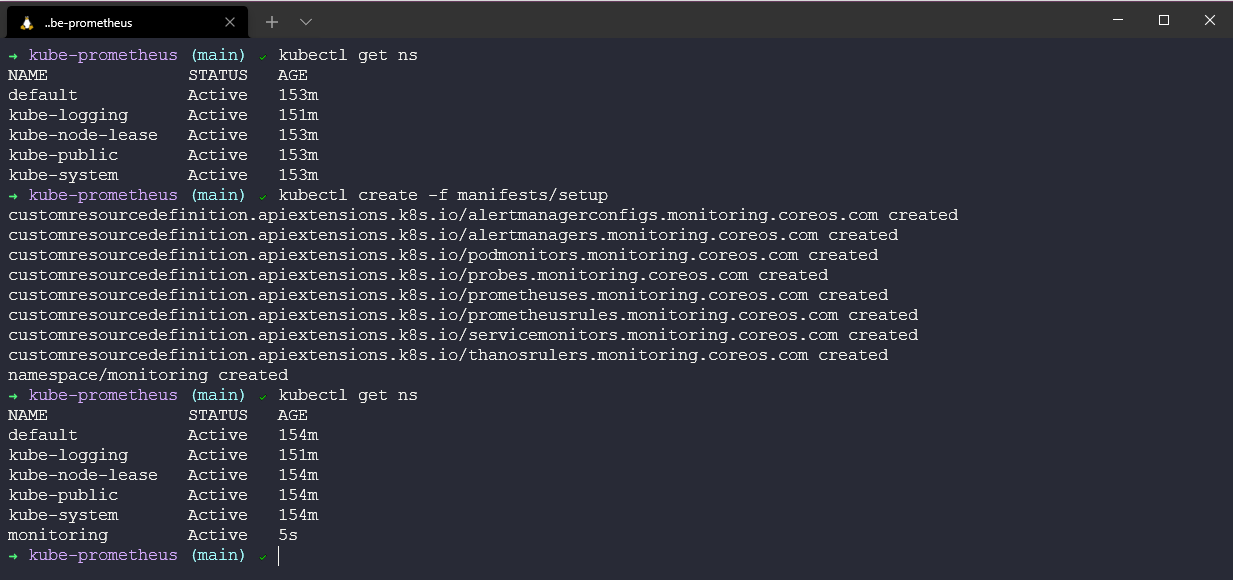 ..be-prometheus
→ kube-prometheus (main) ✓ kubectl get ns
NAME              STATUS   AGE
default           Active   153m
kube-logging      Active   151m
kube-node-lease   Active   153m
kube-public       Active   153m
kube-system       Active   153m
→ kube-prometheus (main) ✓ kubectl create -f manifests/setup
customresourcedefinition.apiextensions.k8s.io/alertmanagerconfigs.monitoring.coreos.com created
customresourcedefinition.apiextensions.k8s.io/alertmanagers.monitoring.coreos.com created
customresourcedefinition.apiextensions.k8s.io/podmonitors.monitoring.coreos.com created
customresourcedefinition.apiextensions.k8s.io/probes.monitoring.coreos.com created
customresourcedefinition.apiextensions.k8s.io/prometheuses.monitoring.coreos.com created
customresourcedefinition.apiextensions.k8s.io/prometheusrules.monitoring.coreos.com created
customresourcedefinition.apiextensions.k8s.io/servicemonitors.monitoring.coreos.com created
customresourcedefinition.apiextensions.k8s.io/thanosrulers.monitoring.coreos.com created
namespace/monitoring created
→ kube-prometheus (main) ✓ kubectl get ns
NAME              STATUS   AGE
default           Active   154m
kube-logging      Active   151m
kube-node-lease   Active   154m
kube-public       Active   154m
kube-system       Active   154m
monitoring        Active   5s
→ kube-prometheus (main) ✓